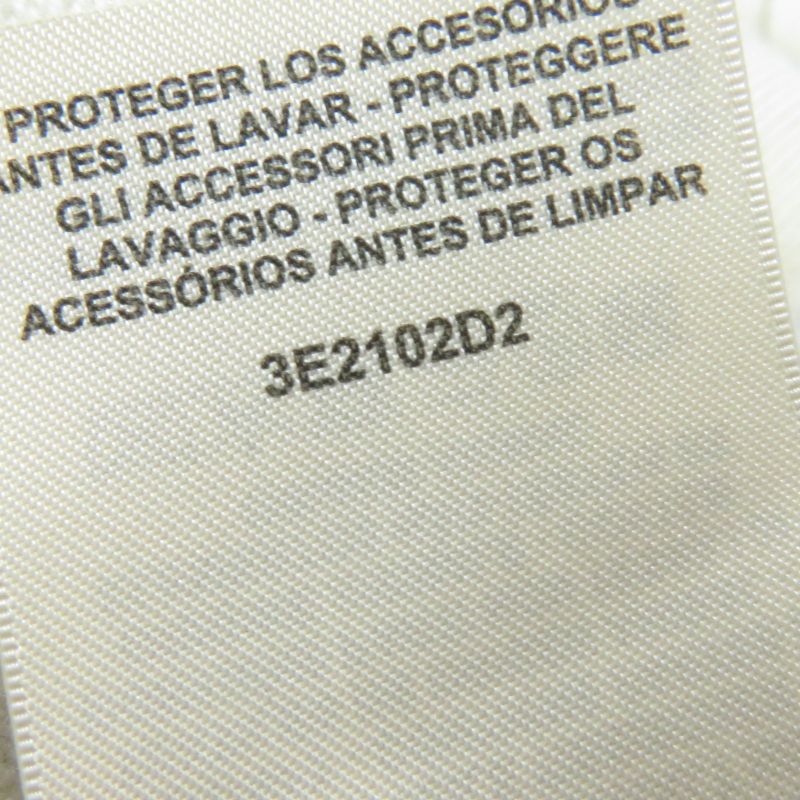 PROTEGER LOS ACCESORIOS
ANTES DE LAVAR - PROTEGGERE
GLI ACCESSORI PRIMA DEL
LAVAGGIO - PROTEGER OS
ACESSÓRIOS ANTES DE LIMPAR
3E2102D2